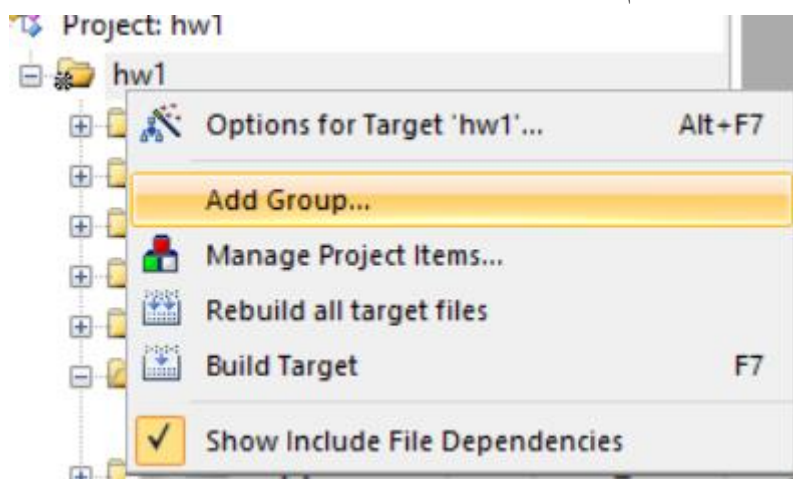 Project: hw1
hw1
Options for Target 'hw1'... Alt+F7
Add Group...
Manage Project Items...
Rebuild all target files
Build Target F7
Show Include File Dependencies